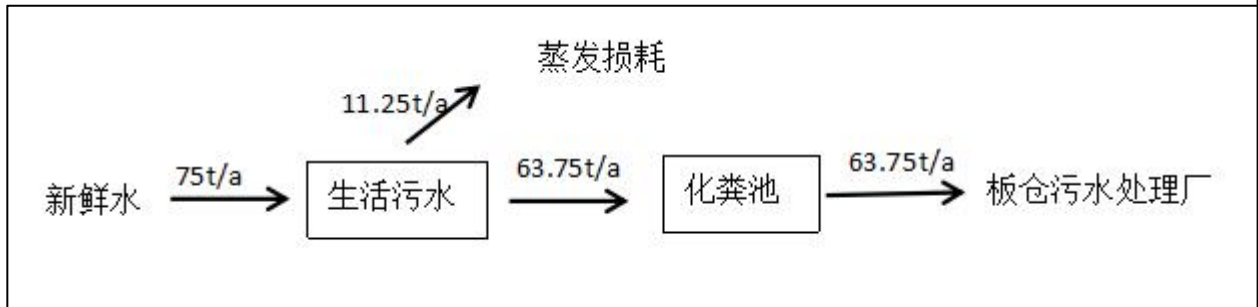 蒸发损耗
11.25t/a
新鲜水
75t/a
生活污水
63.75t/a
化粪池
63.75t/a
板仓污水处理厂